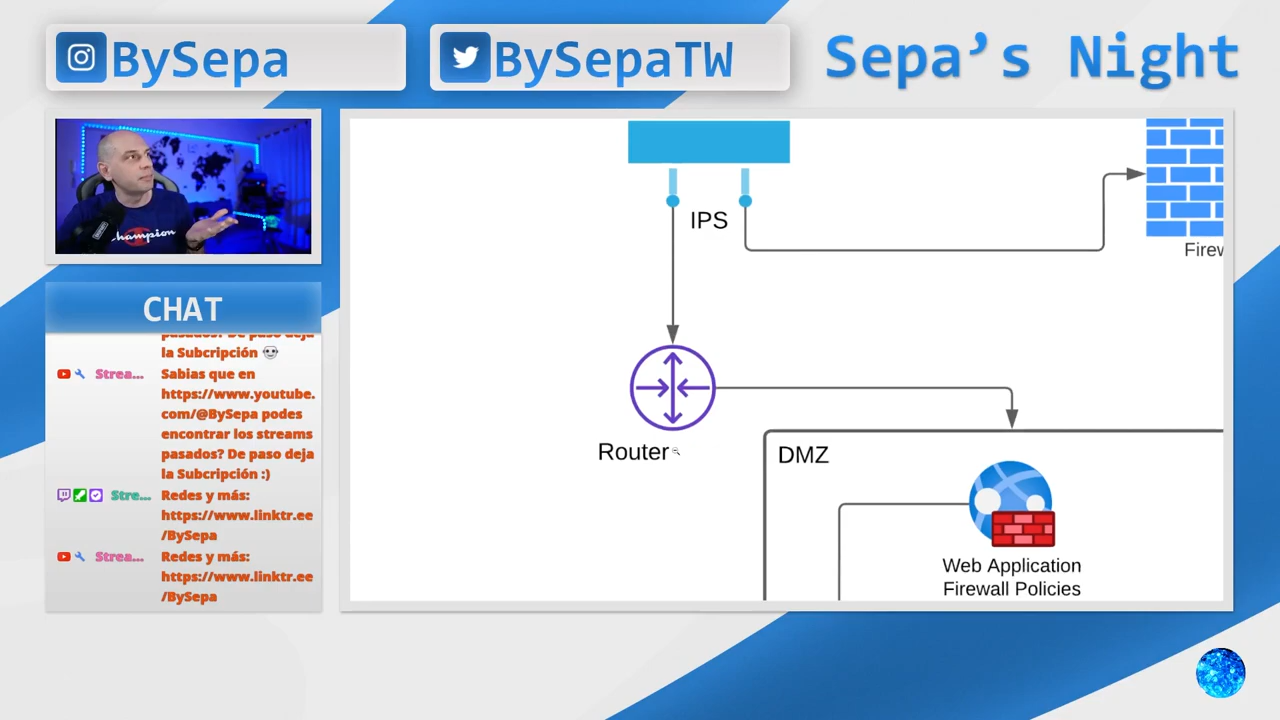 BySepa
BySepaTW
Sepa's Night
Champion
CHAT
pasados? De paso deja
la Subcripción
Strea... Sabias que en
https://www.youtube.
com/@BySepa podes
encontrar los streams
pasados? De paso deja
la Subcripción :)
Stre... Redes y más:
https://www.linktr.ee
/BySepa
Strea... Redes y más:
https://www.linktr.ee
/BySepa
IPS
Firew
Router
DMZ
Web Application
Firewall Policies